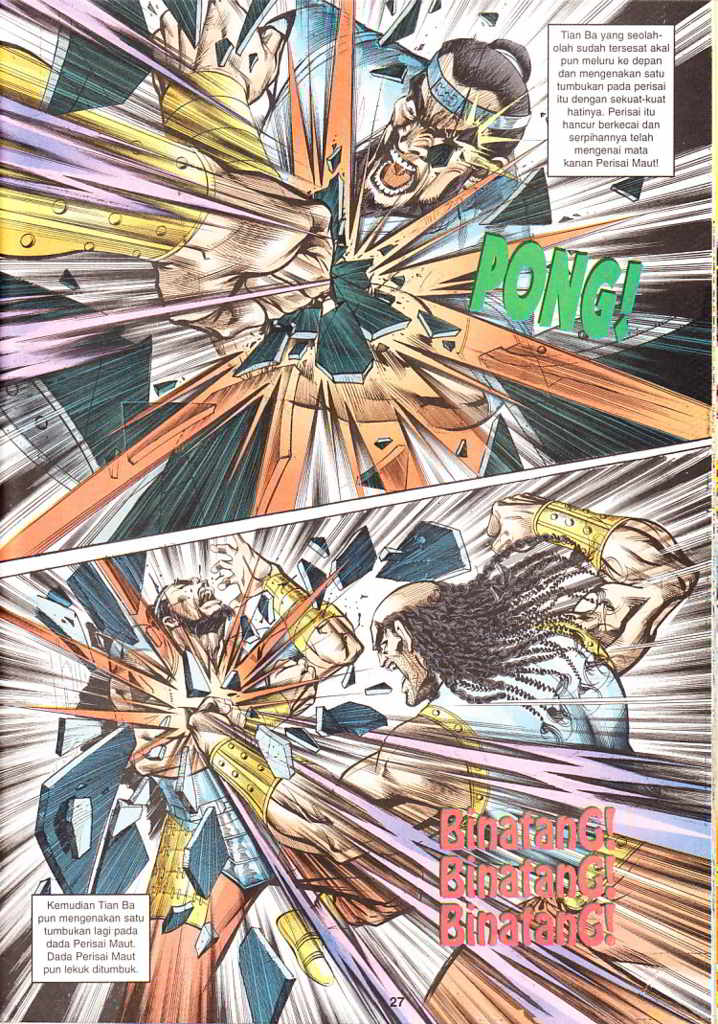 Tian Ba yang seolah-
olah sudah tersesat akal
pun meluru ke depan
dan mengenakan satu
tumbukan pada perisai
itu dengan sekuat-kuat
hatinya. Perisai itu
hancur berkecai dan
serpihannya telah
mengenai mata
kanan Perisai Maut!
PONG!
BinatanG!
BinatanG!
BinatanG!
Kemudian Tian Ba
pun mengenakan satu
tumbukan lagi pada
dada Perisai Maut.
Dada Perisai Maut
pun lekuk ditumbuk.
27